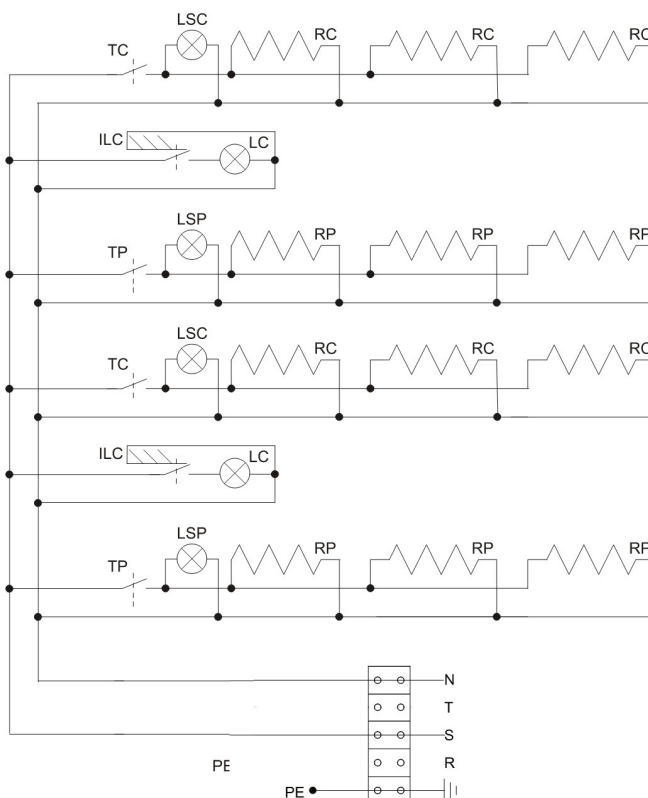 LSC
TC RC RC RC
ILC LC
LSP
TP RP RP RP
LSC
TC RC RC RC
ILC LC
LSP
TP RP RP RP
N
T
S
PE R
PE